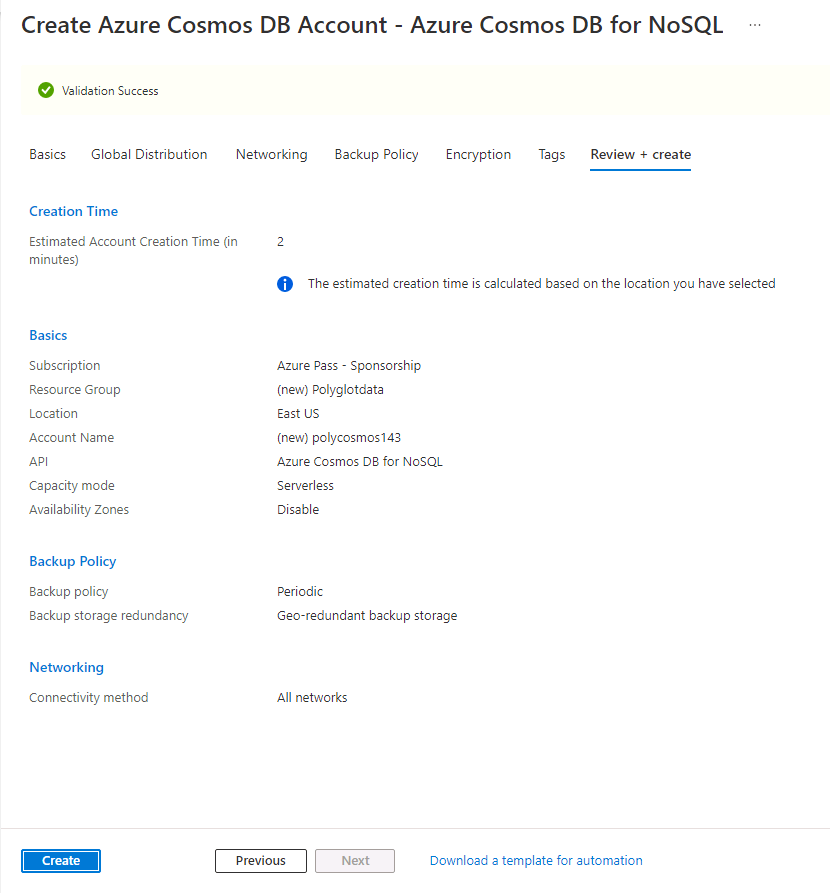 Create Azure Cosmos DB Account - Azure Cosmos DB for NoSQL ...
Validation Success
Basics Global Distribution Networking Backup Policy Encryption Tags Review + create
Creation Time
Estimated Account Creation Time (in 2
minutes)
The estimated creation time is calculated based on the location you have selected
Basics
Subscription Azure Pass - Sponsorship
Resource Group (new) Polyglotdata
Location East US
Account Name (new) polycosmos143
API Azure Cosmos DB for NoSQL
Capacity mode Serverless
Availability Zones Disable
Backup Policy
Backup policy Periodic
Backup storage redundancy Geo-redundant backup storage
Networking
Connectivity method All networks
Create Previous Next Download a template for automation